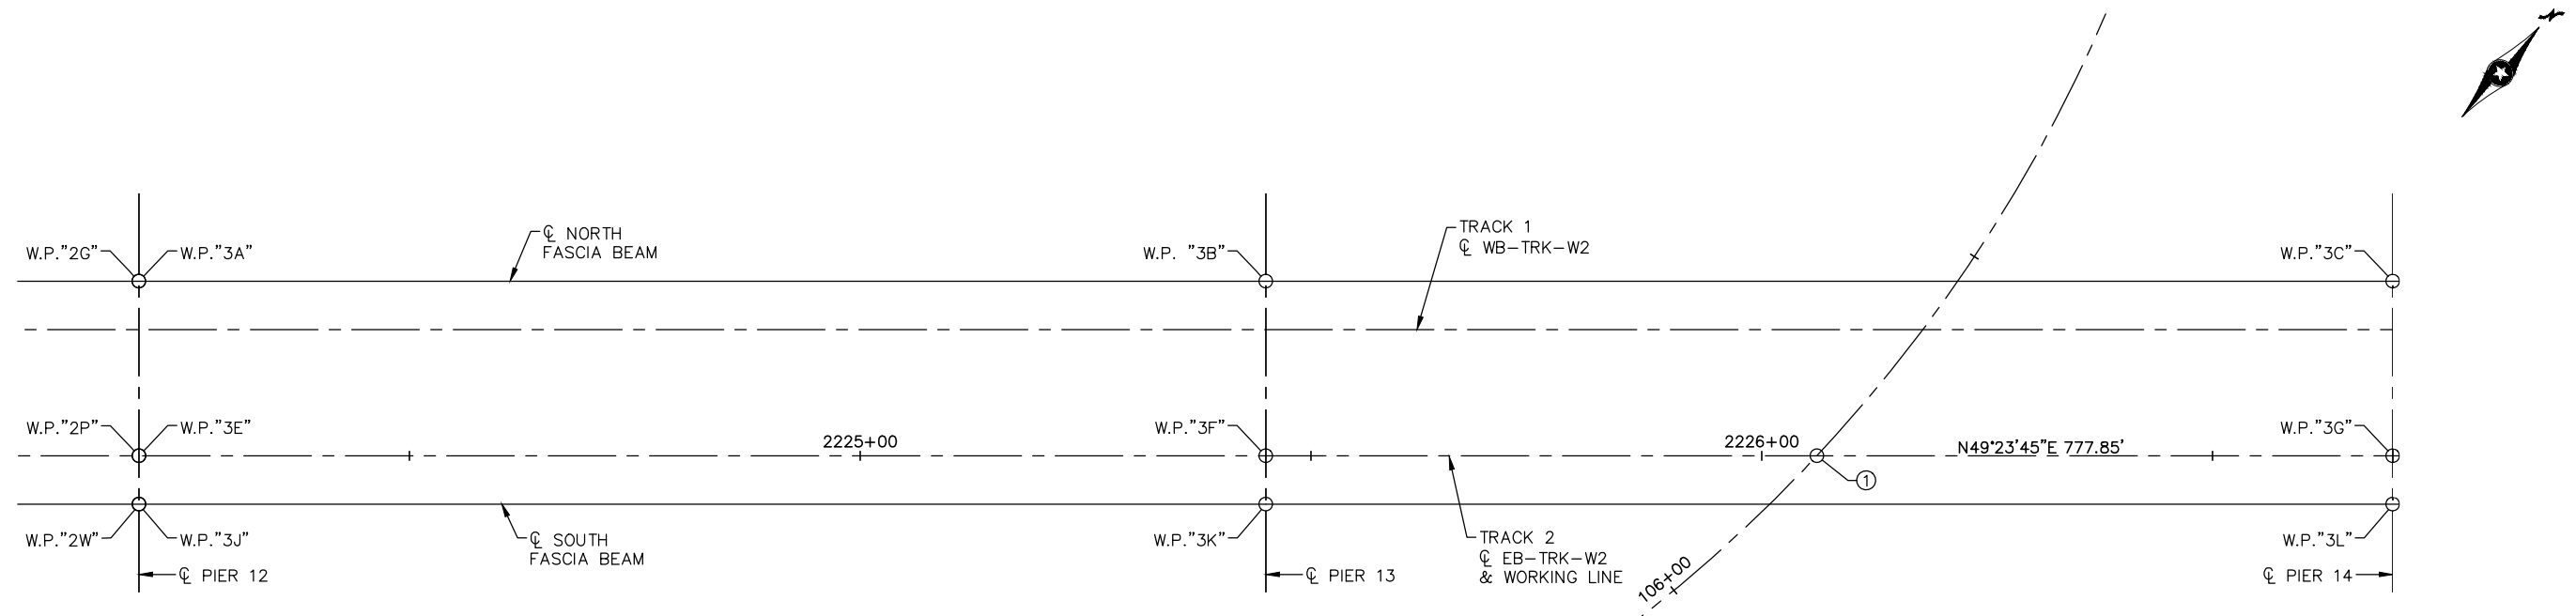 N
W.P."2G"
W.P."3A"
℄ NORTH
FASCIA BEAM
W.P. "3B"
TRACK 1
℄ WB-TRK-W2
W.P."3C"
W.P."2P"
W.P."3E"
2225+00
W.P."3F"
2226+00
N49°23'45"E 777.85'
W.P."3G"
1
W.P."2W"
W.P."3J"
℄ SOUTH
FASCIA BEAM
W.P."3K"
TRACK 2
℄ EB-TRK-W2
& WORKING LINE
W.P."3L"
℄ PIER 12
℄ PIER 13
106+00
℄ PIER 14